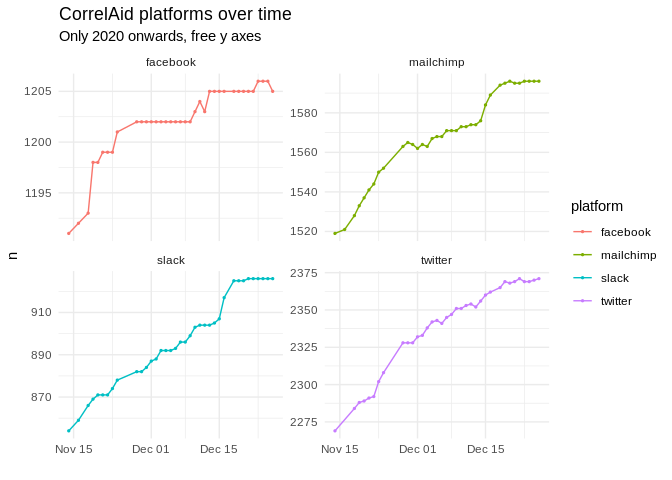 CorrelAid platforms over time
Only 2020 onwards, free y axes
facebook
mailchimp
1205
1200
1195
1580
1560
1540
1520
n
slack
twitter
910
890
870
2375
2350
2325
2300
2275
Nov 15
Dec 01
Dec 15
Nov 15
Dec 01
Dec 15
platform
facebook
mailchimp
slack
twitter